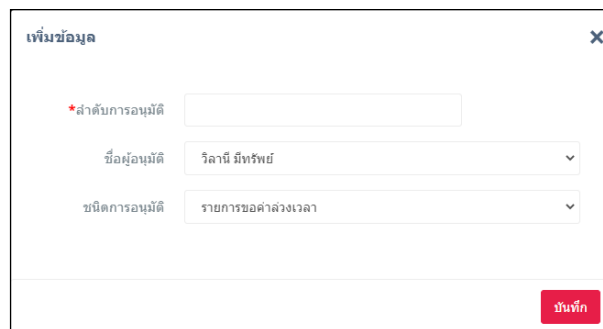 เพิ่มข้อมูล
*ลำดับการอนุมัติ
ชื่อผู้อนุมัติ วิลานี มีทรัพย์
ชนิดการอนุมัติ รายการขอค่าล่วงเวลา
บันทึก